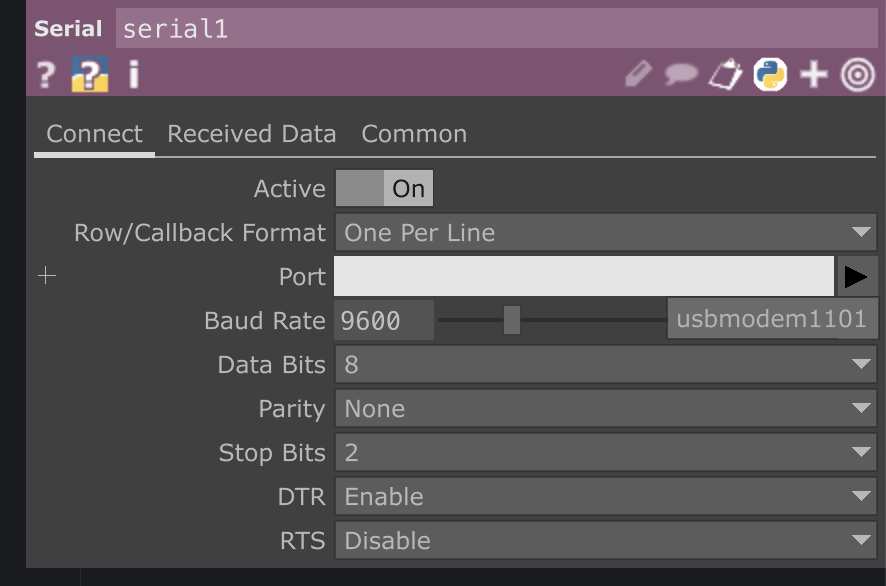 Serial serial1
? ? i
Connect Received Data Common
Active On
Row/Callback Format One Per Line
Port
Baud Rate 9600 usbmodem1101
Data Bits 8
Parity None
Stop Bits 2
DTR Enable
RTS Disable